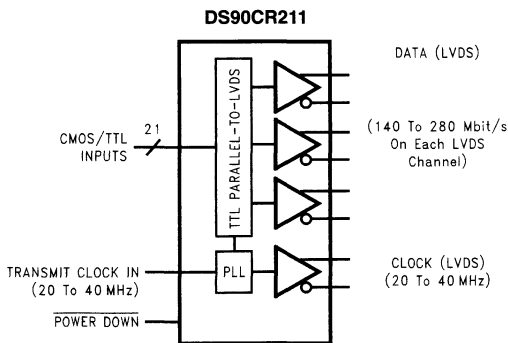 DS90CR211
DATA (LVDS)
TTL PARALLEL-TO-LVDS
21
CMOS/TTL
INPUTS
(140 To 280 Mbit/s
On Each LVDS
Channel)
PLL
TRANSMIT CLOCK IN
(20 To 40 MHz)
CLOCK (LVDS)
(20 To 40 MHz)
POWER DOWN